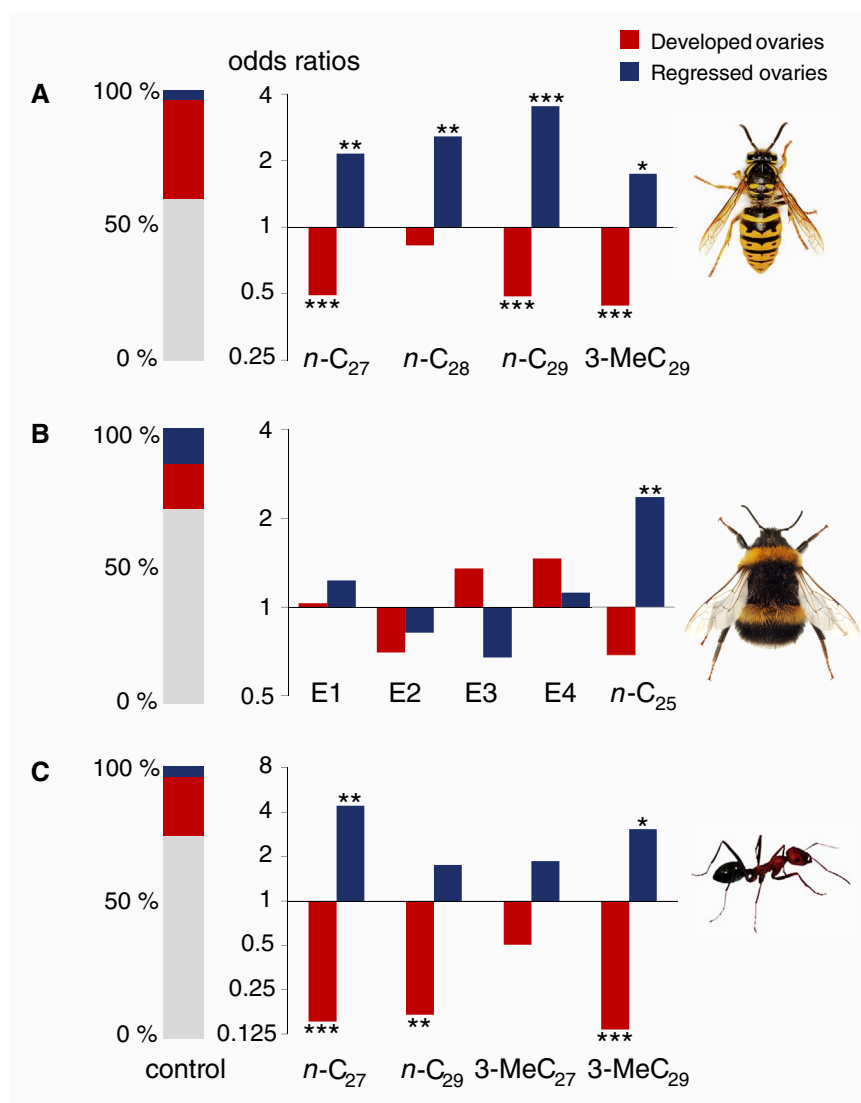 odds ratios
Developed ovaries
Regressed ovaries
A
100 %
50 %
0 %
4
2
1
0.5
0.25
** ** *** *
*** *** ***
n-C27 n-C28 n-C29 3-MeC29
B
100 %
50 %
0 %
4
2
1
0.5
**
E1 E2 E3 E4 n-C25
C
100 %
50 %
0 %
8
4
2
1
0.5
0.25
0.125
** *
*** ** ***
control n-C27 n-C29 3-MeC27 3-MeC29